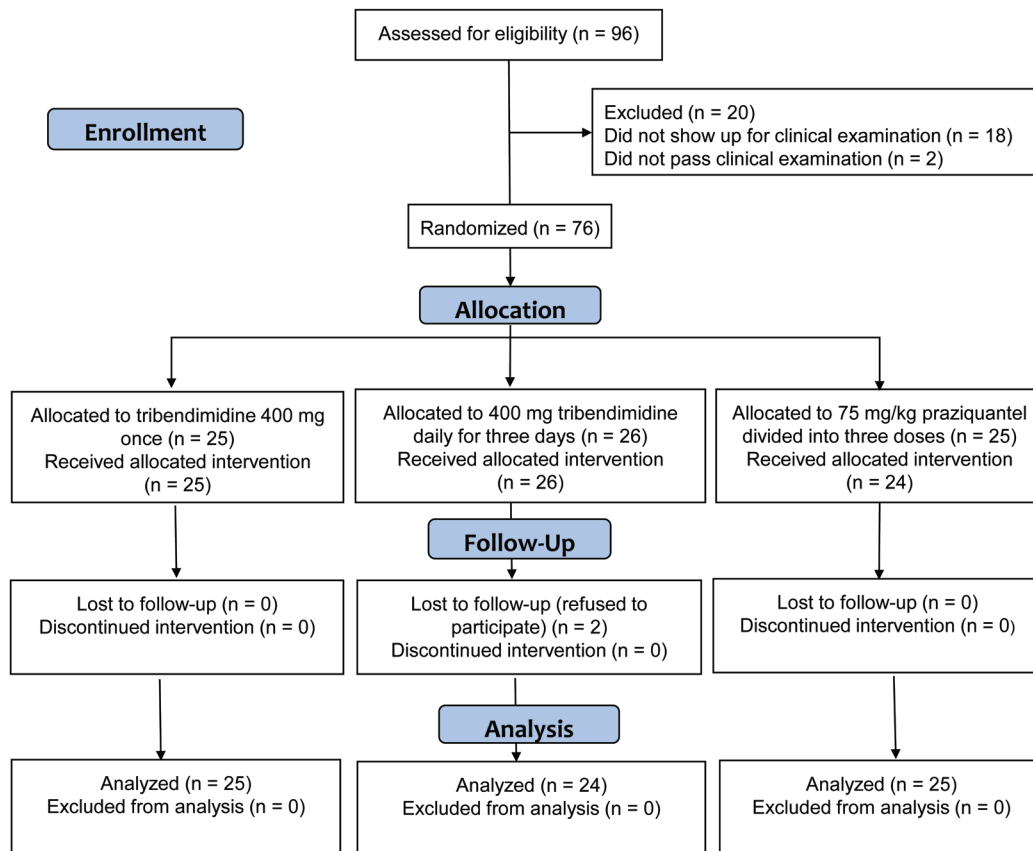 Assessed for eligibility (n = 96)
Enrollment
Excluded (n = 20)
Did not show up for clinical examination (n = 18)
Did not pass clinical examination (n = 2)
Randomized (n = 76)
Allocation
Allocated to tribendimidine 400 mg
once (n = 25)
Received allocated intervention
(n = 25)
Allocated to 400 mg tribendimidine
daily for three days (n = 26)
Received allocated intervention
(n = 26)
Allocated to 75 mg/kg praziquantel
divided into three doses (n = 25)
Received allocated intervention
(n = 24)
Follow-Up
Lost to follow-up (n = 0)
Discontinued intervention (n = 0)
Lost to follow-up (refused to
participate) (n = 2)
Discontinued intervention (n = 0)
Lost to follow-up (n = 0)
Discontinued intervention (n = 0)
Analysis
Analyzed (n = 25)
Excluded from analysis (n = 0)
Analyzed (n = 24)
Excluded from analysis (n = 0)
Analyzed (n = 25)
Excluded from analysis (n = 0)